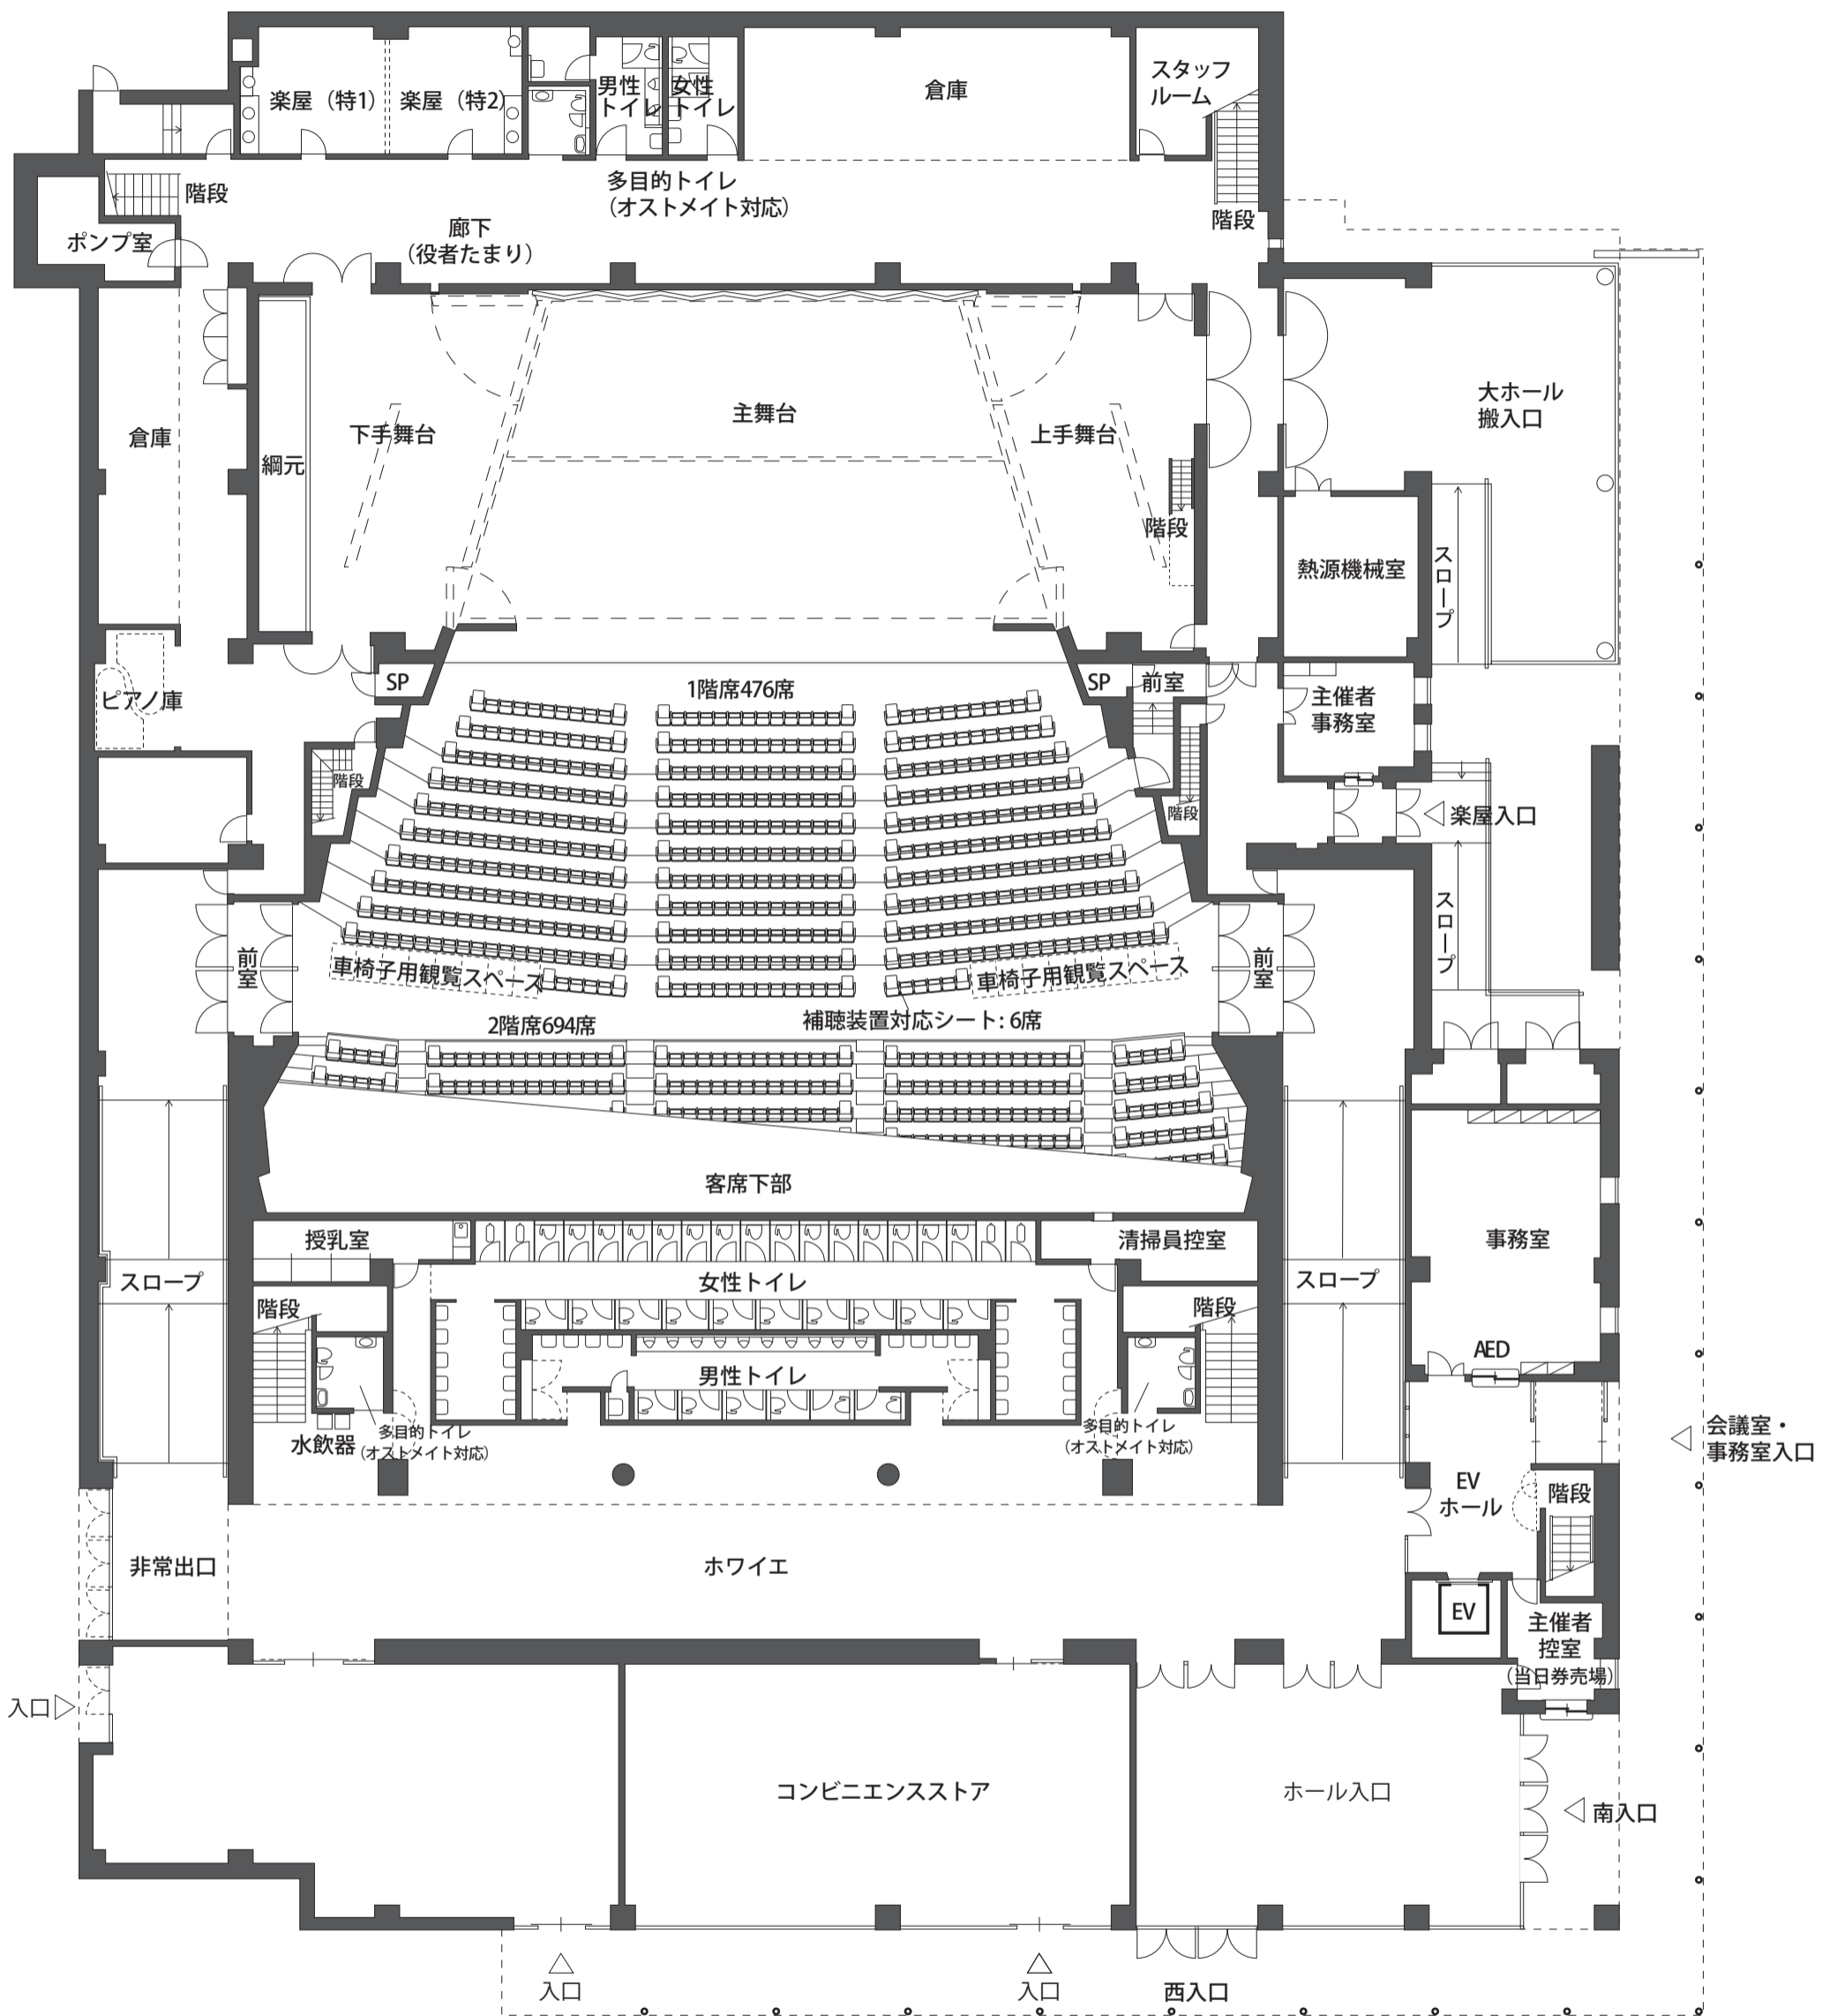 楽屋（特1）
楽屋（特2）
男性
トイレ
女性
トイレ
倉庫
スタッフ
ルーム
階段
多目的トイレ
（オストメイト対応）
階段
ポンプ室
廊下
（役者たまり）
倉庫
綱元
下手舞台
主舞台
上手舞台
大ホール
搬入口
階段
熱源機械室
スロープ
ピアノ庫
SP
1階席476席
SP
前室
主催者
事務室
階段
階段
楽屋入口
スロープ
前室
車椅子用観覧スペース
車椅子用観覧スペース
前室
2階席694席
補聴装置対応シート：6席
客席下部
授乳室
清掃員控室
事務室
スロープ
女性トイレ
スロープ
階段
階段
男性トイレ
AED
水飲器
多目的トイレ
（オストメイト対応）
多目的トイレ
（オストメイト対応）
会議室・
事務室入口
EV
ホール
階段
非常出口
ホワイエ
EV
主催者
控室
（当日券売場）
入口
コンビニエンスストア
ホール入口
南入口
入口
入口
西入口